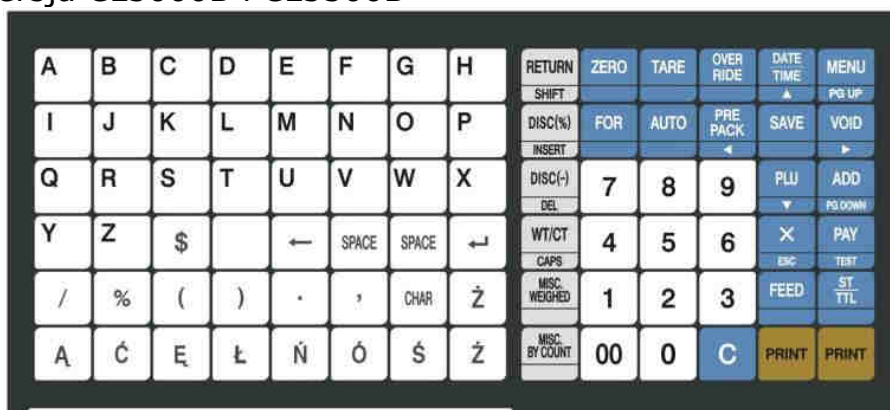 A B C D E F G H RETURN ZERO TARE OVER RIDE DATE TIME MENU
SHIFT ▲ PG UP
I J K L M N O P DISC(%) FOR AUTO PRE PACK SAVE VOID
INSERT ◄ ►
Q R S T U V W X DISC(-) 7 8 9 PLU ADD
DEL ▼ PG DOWN
Y Z $ ← SPACE SPACE ↵ WT/CT 4 5 6 × PAY
CAPS ESC TEST
/ % ( ) . , CHAR Ż MISC. WEIGHED 1 2 3 FEED ST TTL
Ą Ć Ę Ł Ń Ó Ś Ź MISC. BY COUNT 00 0 C PRINT PRINT